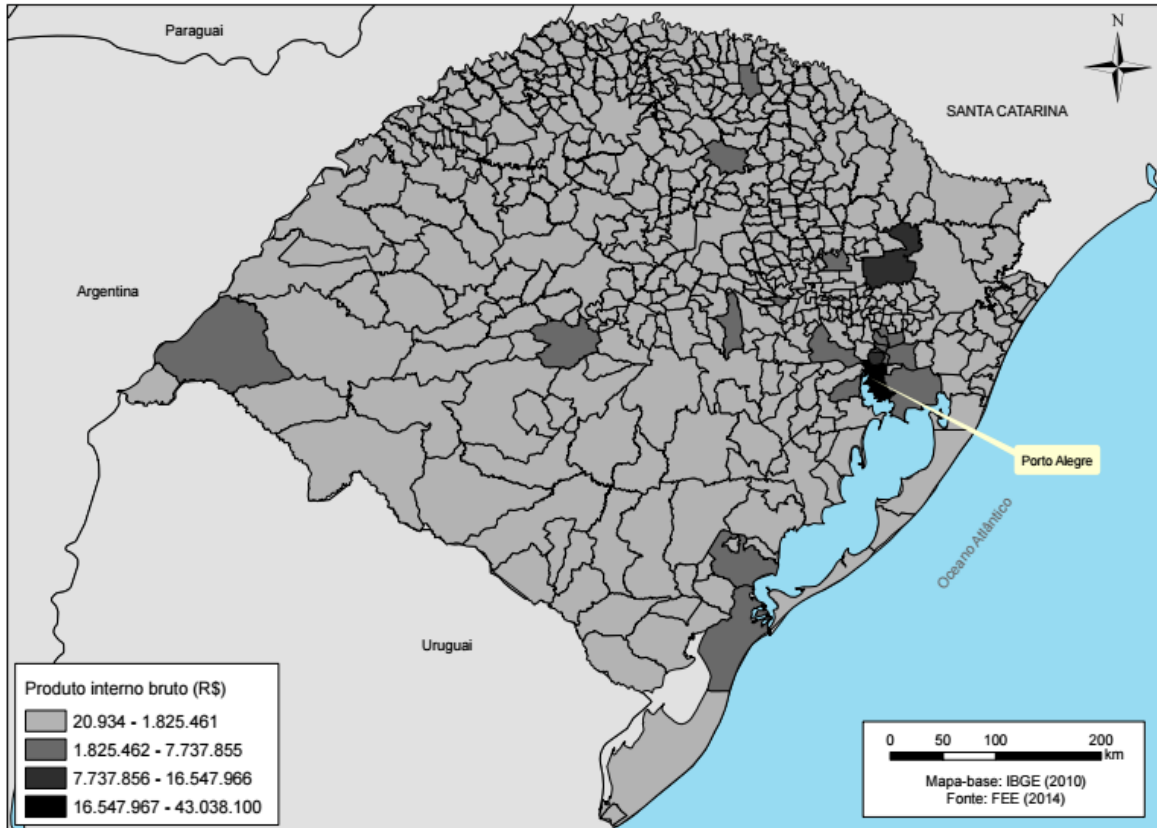 Paraguai
N
SANTA CATARINA
Argentina
Porto Alegre
Oceano Atlântico
Uruguai
Produto interno bruto (R$)
20.934 - 1.825.461
1.825.462 - 7.737.855
7.737.856 - 16.547.966
16.547.967 - 43.038.100
0 50 100 200
km
Mapa-base: IBGE (2010)
Fonte: FEE (2014)